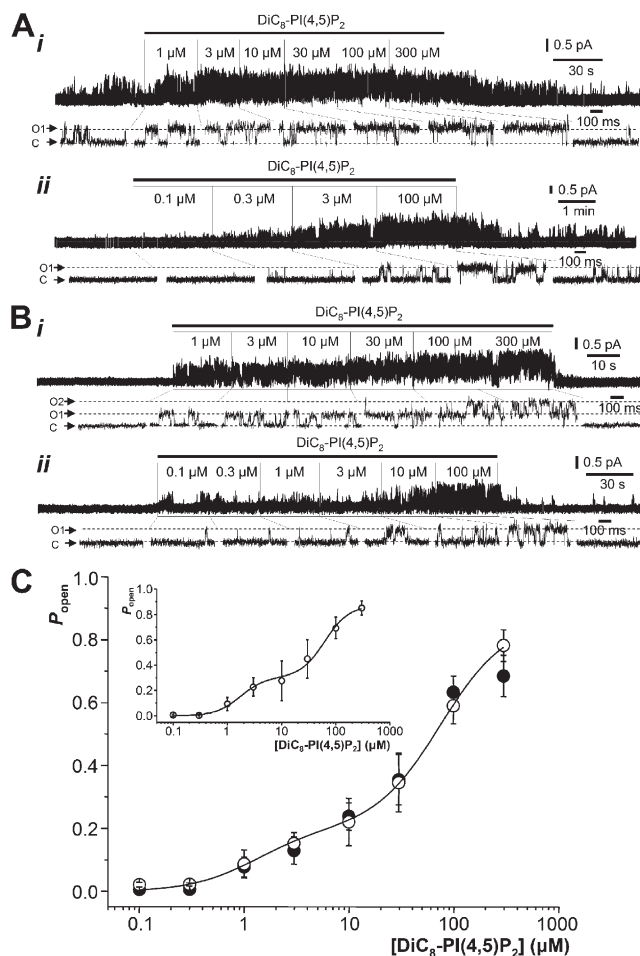 A
i
DiC8-PI(4,5)P2
1 µM 3 µM 10 µM 30 µM 100 µM 300 µM
0.5 pA
30 s
100 ms
O1
C
ii
DiC8-PI(4,5)P2
0.1 µM 0.3 µM 3 µM 100 µM
0.5 pA
1 min
100 ms
O1
C
B
i
DiC8-PI(4,5)P2
1 µM 3 µM 10 µM 30 µM 100 µM 300 µM
0.5 pA
10 s
100 ms
O2
O1
C
ii
DiC8-PI(4,5)P2
0.1 µM 0.3 µM 1 µM 3 µM 10 µM 100 µM
0.5 pA
30 s
100 ms
O1
C
C
Popen
1.0
0.8
0.6
0.4
0.2
0.0
0.1 1 10 100 1000
[DiC8-PI(4,5)P2] (µM)
Popen
1.0
0.8
0.6
0.4
0.2
0.0
0.1 1 10 100 1000
[DiC8-PI(4,5)P2] (µM)